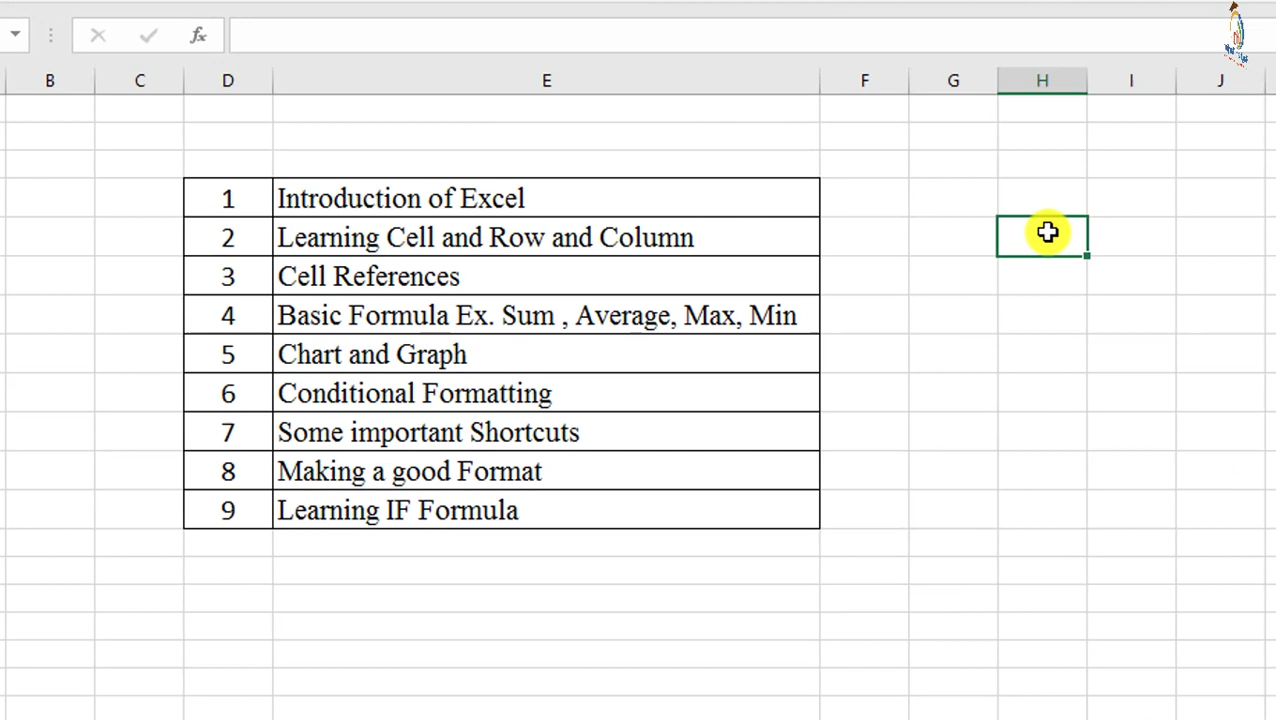 fx
B C D E F G H I J
1 Introduction of Excel
2 Learning Cell and Row and Column
3 Cell References
4 Basic Formula Ex. Sum , Average, Max, Min
5 Chart and Graph
6 Conditional Formatting
7 Some important Shortcuts
8 Making a good Format
9 Learning IF Formula